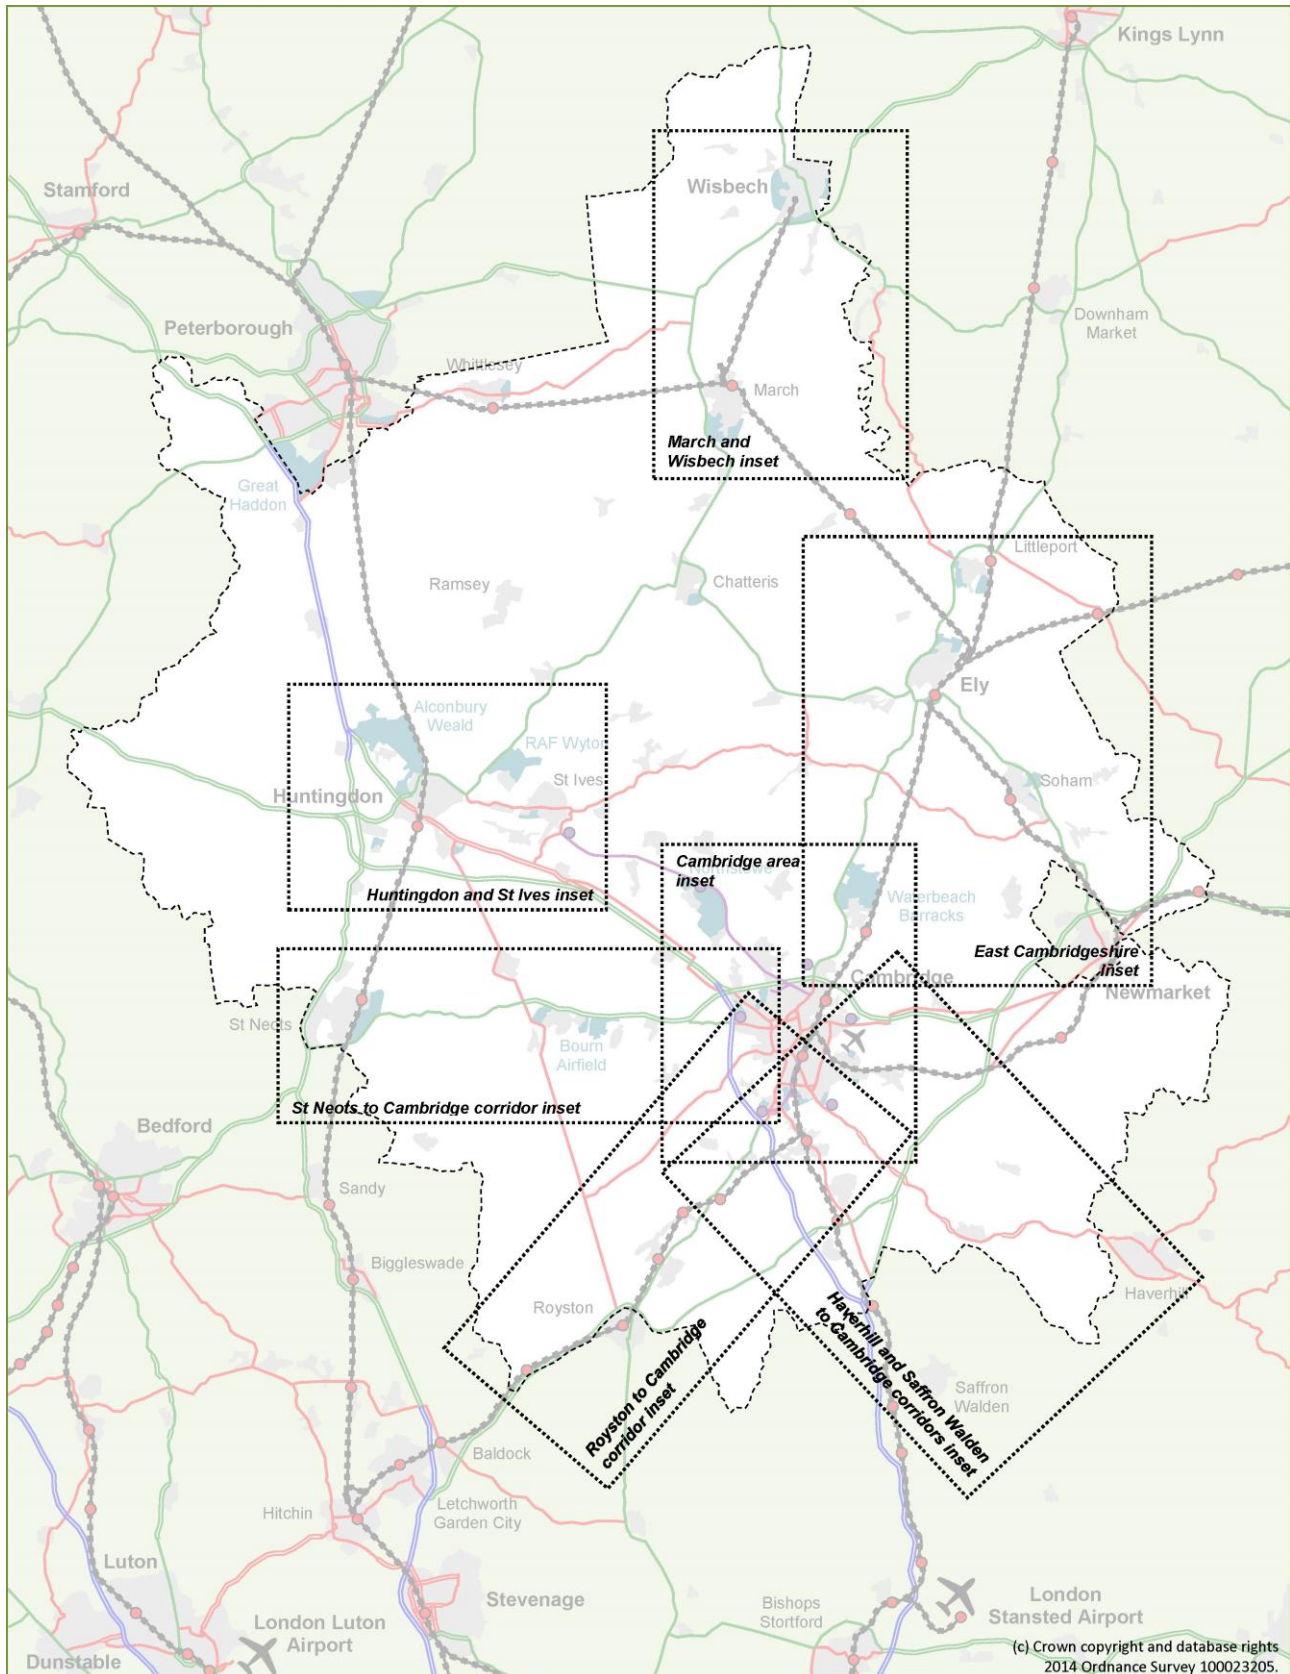 Kings Lynn
Wisbech
Stamford
Peterborough
Downham
Market
Whittlesey
March
March and
Wisbech inset
Great
Haddon
Littleport
Ramsey
Chatteris
Ely
Alconbury
Weald
RAF Wyton
St Ives
Soham
Huntingdon
Cambridge area
inset
Northstowe
Huntingdon and St Ives inset
Waterbeach
Barracks
East Cambridgeshire
inset
Cambridge
Newmarket
St Neots
Bourn
Airfield
St Neots to Cambridge corridor inset
Bedford
Sandy
Biggleswade
Haverhill
Royston
Royston to Cambridge
corridor inset
Haverhill and Saffron Walden
to Cambridge corridors inset
Saffron
Walden
Baldock
Letchworth
Garden City
Hitchin
Luton
Stevenage
Bishops
Stortford
London
Stansted Airport
London Luton
Airport
Dunstable
(c) Crown copyright and database rights
2014 Ordnance Survey 100023205.